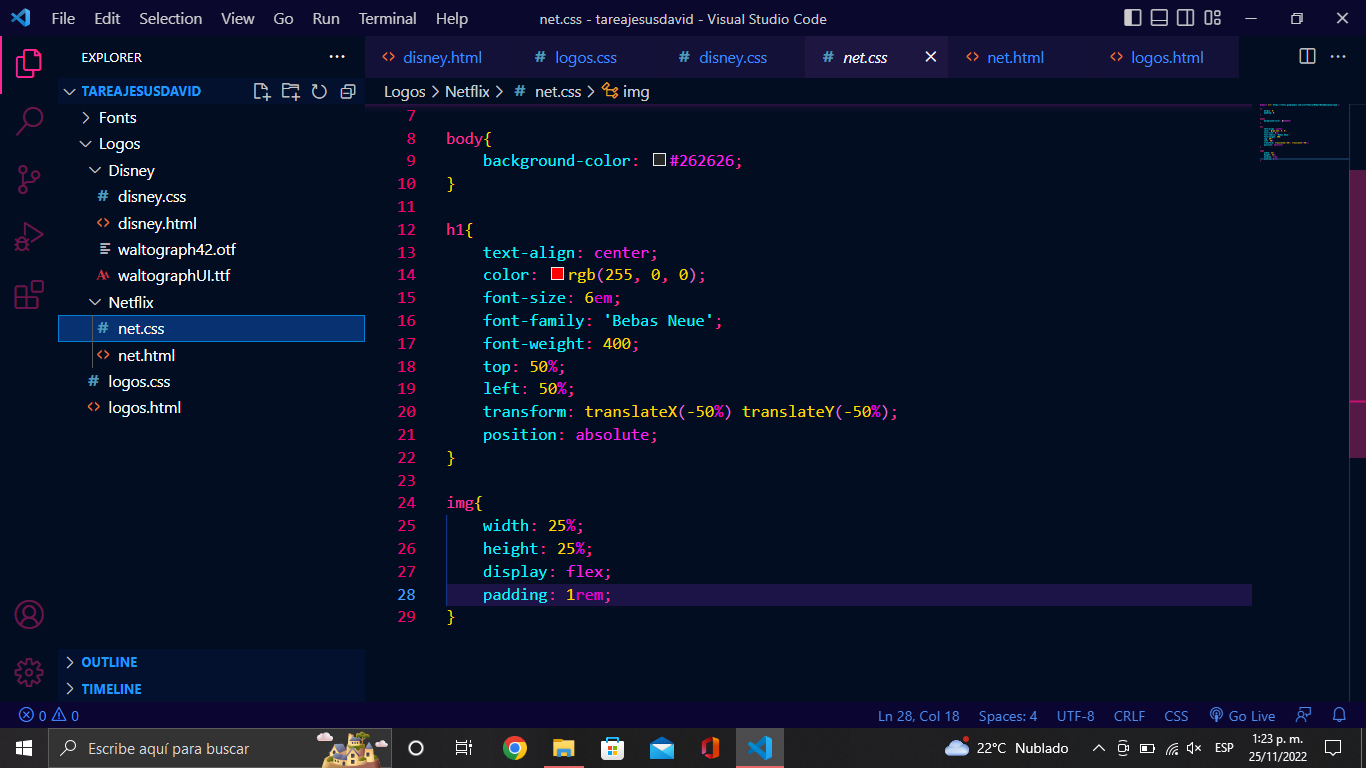 File Edit Selection View Go Run Terminal Help net.css - tareajesusdavid - Visual Studio Code
EXPLORER
TAREAJESUSDAVID
Fonts
Logos
Disney
disney.css
disney.html
waltograph42.otf
waltographUI.ttf
Netflix
net.css
net.html
logos.css
logos.html
OUTLINE
TIMELINE
disney.html logos.css disney.css net.css net.html logos.html
Logos > Netflix > # net.css > img
7
8 body{
9 background-color: #262626;
10 }
11
12 h1{
13 text-align: center;
14 color: rgb(255, 0, 0);
15 font-size: 6em;
16 font-family: 'Bebas Neue';
17 font-weight: 400;
18 top: 50%;
19 left: 50%;
20 transform: translateX(-50%) translateY(-50%);
21 position: absolute;
22 }
23
24 img{
25 width: 25%;
26 height: 25%;
27 display: flex;
28 padding: 1rem;
29 }
0 0 Ln 28, Col 18 Spaces: 4 UTF-8 CRLF CSS Go Live
Escribe aquí para buscar 22°C Nublado ESP 1:23 p. m.
25/11/2022